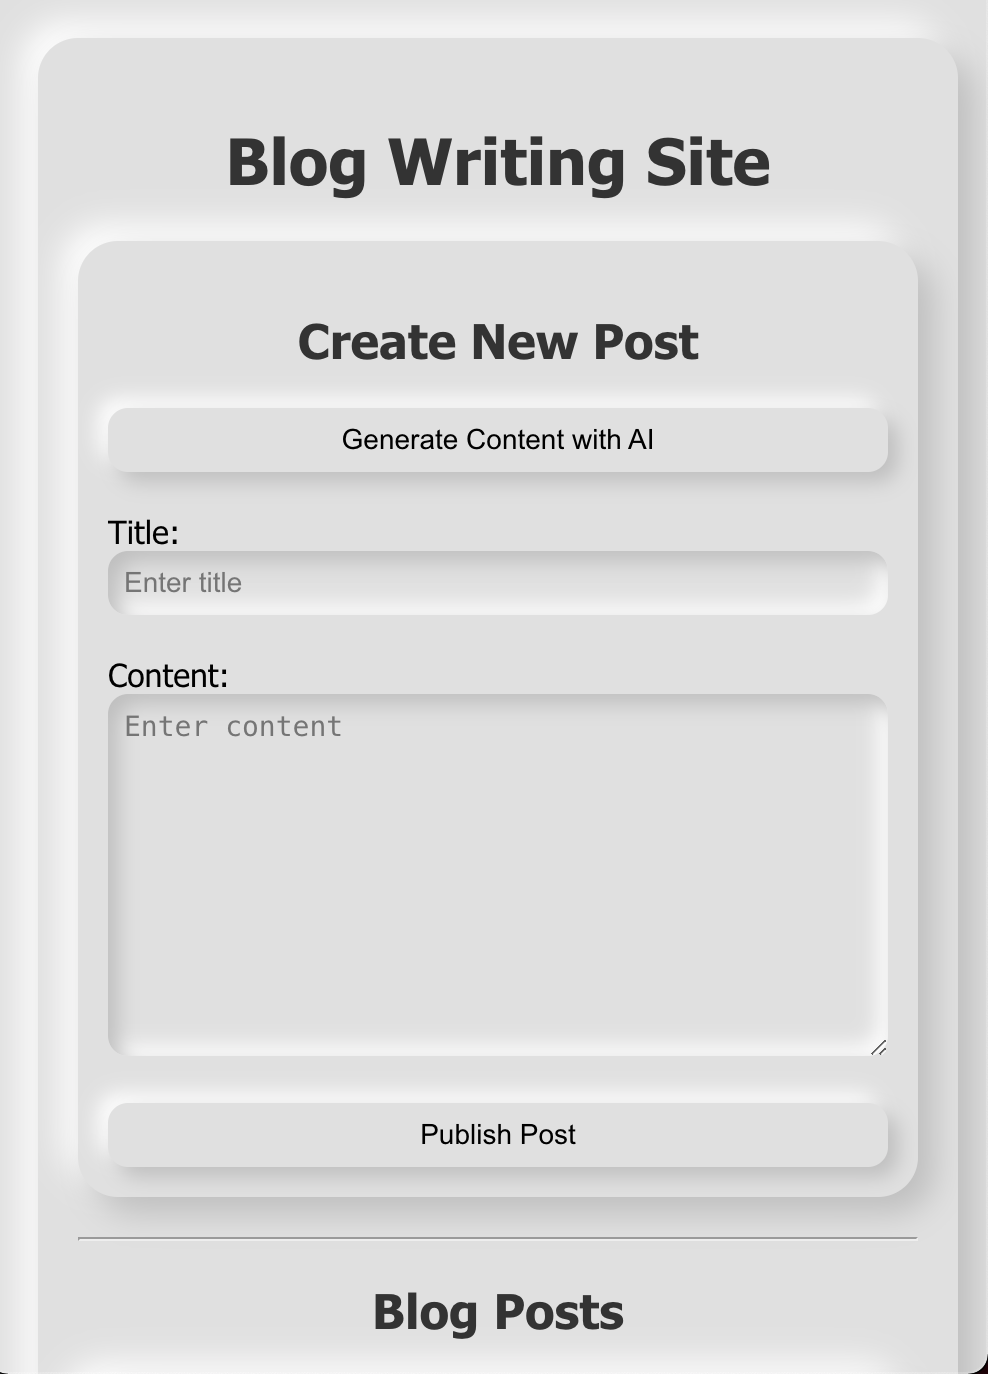 Blog Writing Site
Create New Post
Generate Content with AI
Title:
Enter title
Content:
Enter content
Publish Post
Blog Posts